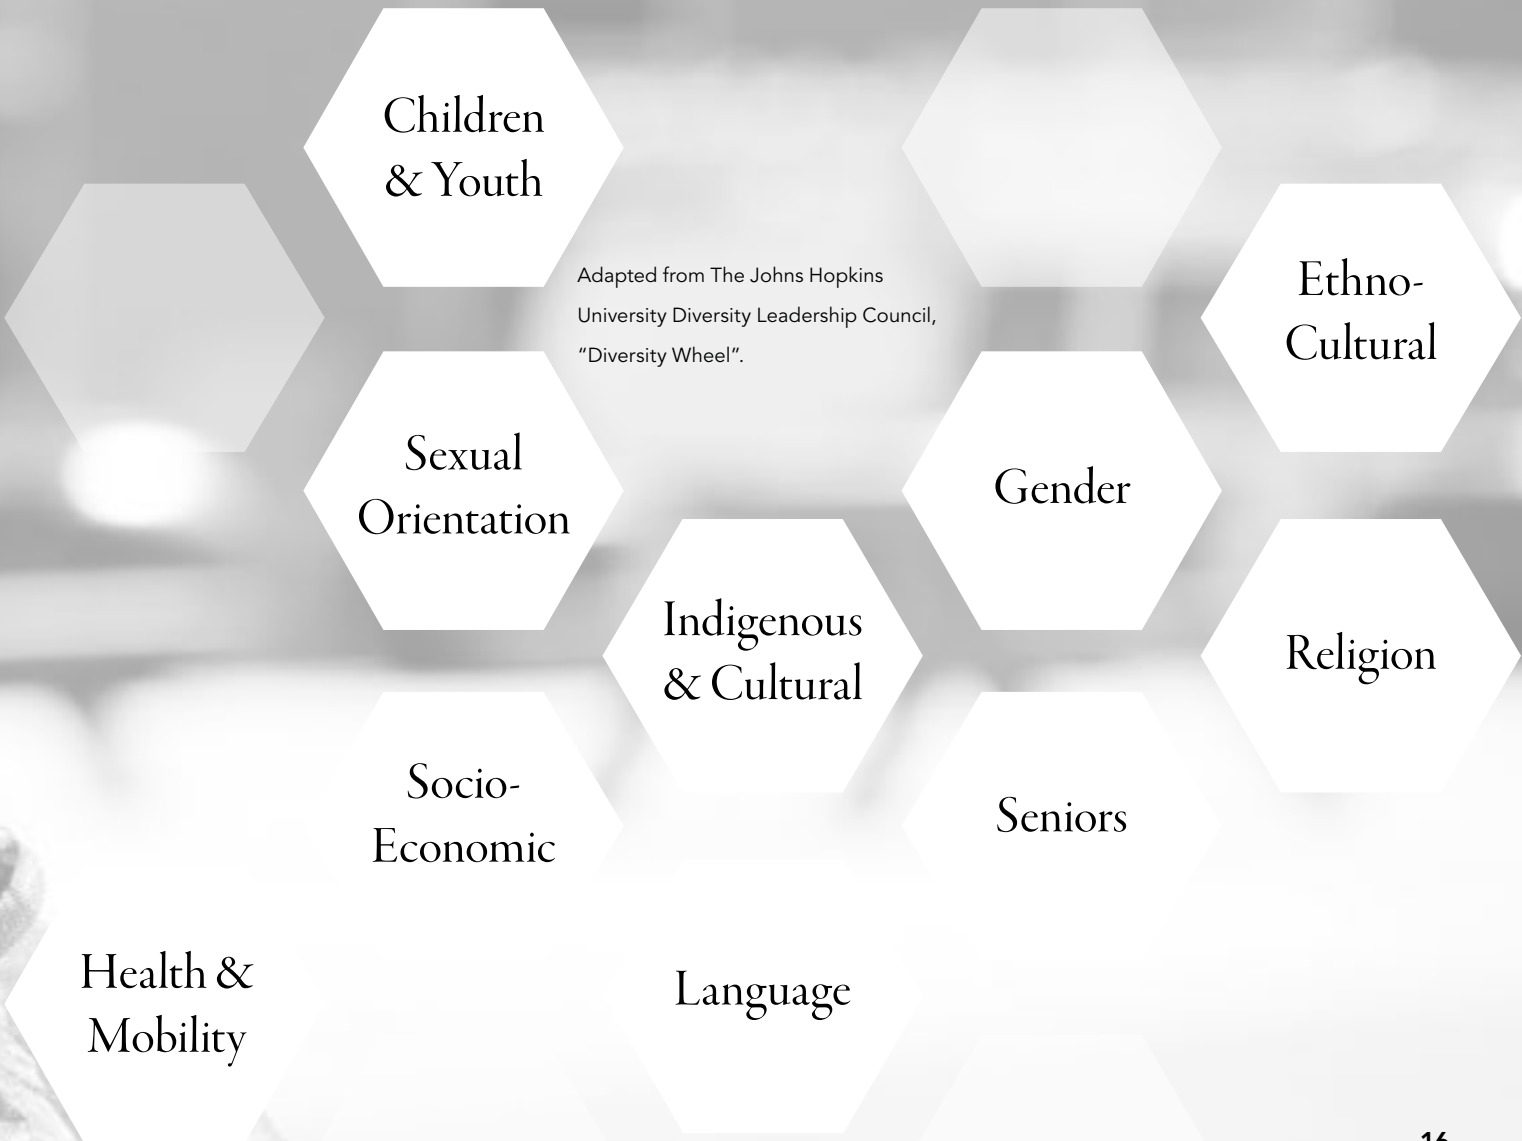 Children
& Youth
Adapted from The Johns Hopkins
University Diversity Leadership Council,
“Diversity Wheel”.
Ethno-
Cultural
Sexual
Orientation
Gender
Indigenous
& Cultural
Religion
Socio-
Economic
Seniors
Health &
Mobility
Language
16